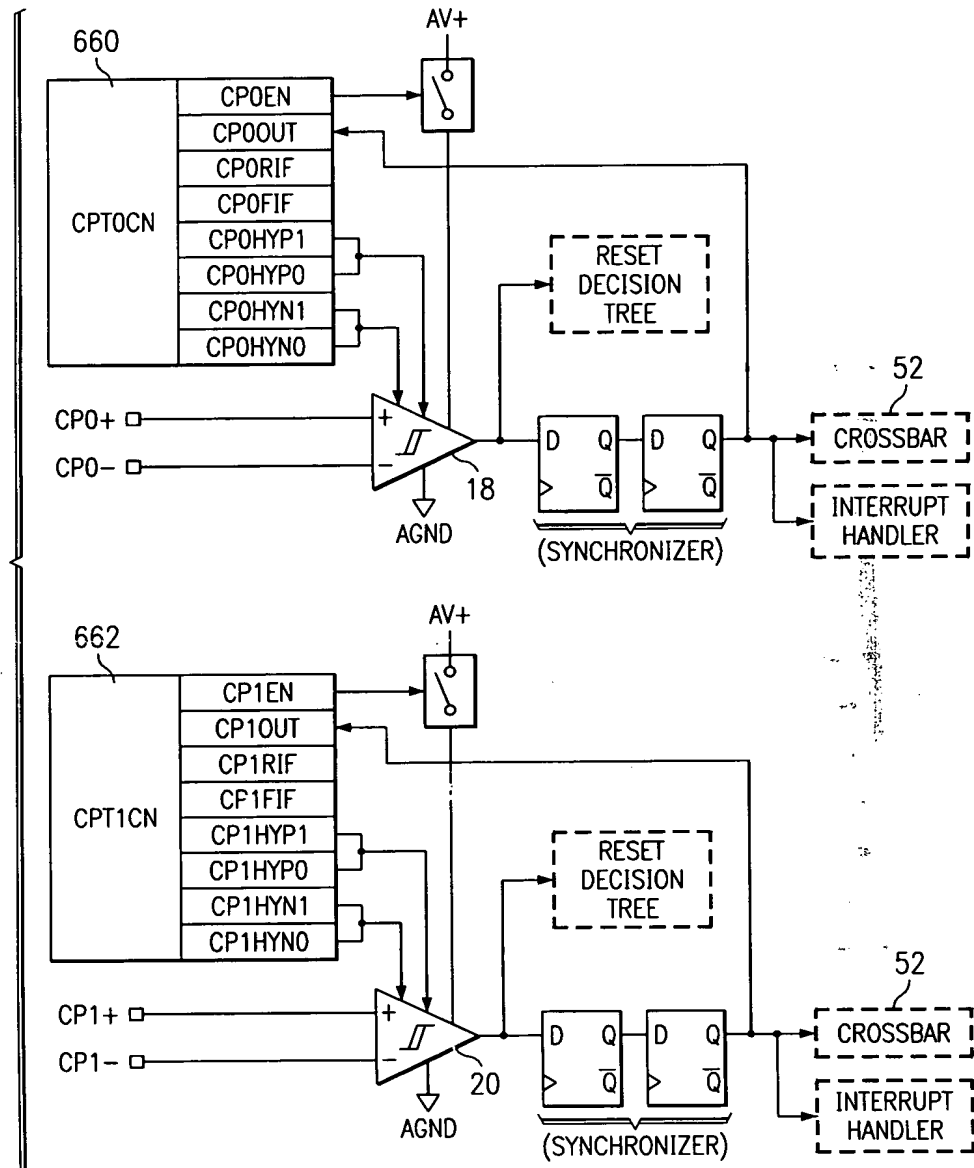 660
AV+
CPT0CN
CP0EN
CP0OUT
CP0RIF
CP0FIF
CP0HYP1
CP0HYP0
CP0HYN1
CP0HYN0
RESET
DECISION
TREE
CP0+
CP0-
+
-
18
AGND
D Q
Q
D Q
Q
(SYNCHRONIZER)
52
CROSSBAR
INTERRUPT
HANDLER
662
AV+
CPT1CN
CP1EN
CP1OUT
CP1RIF
CP1FIF
CP1HYP1
CP1HYP0
CP1HYN1
CP1HYN0
RESET
DECISION
TREE
CP1+
CP1-
+
-
20
AGND
D Q
Q
D Q
Q
(SYNCHRONIZER)
52
CROSSBAR
INTERRUPT
HANDLER